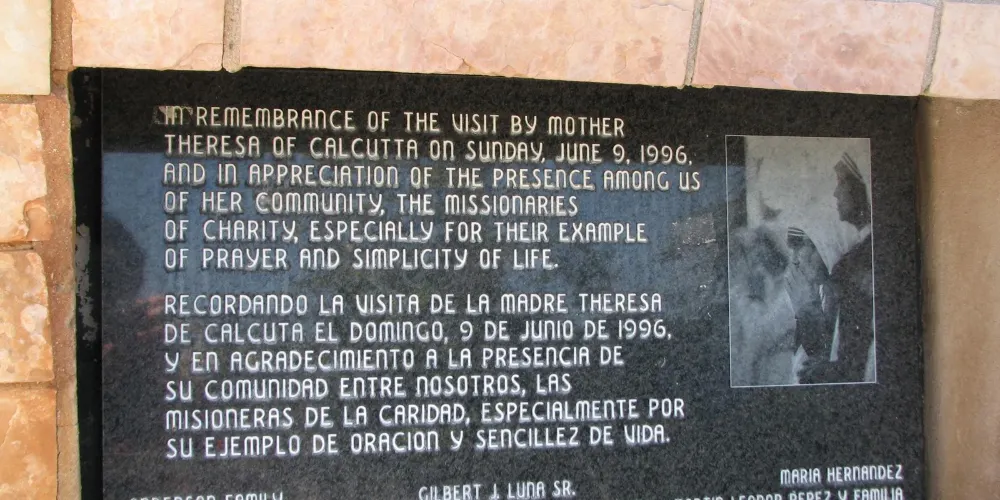 IN REMEMBRANCE OF THE VISIT BY MOTHER
THERESA OF CALCUTTA ON SUNDAY, JUNE 9, 1996,
AND IN APPRECIATION OF THE PRESENCE AMONG US
OF HER COMMUNITY, THE MISSIONARIES
OF CHARITY, ESPECIALLY FOR THEIR EXAMPLE
OF PRAYER AND SIMPLICITY OF LIFE.
RECORDANDO LA VISITA DE LA MADRE THERESA
DE CALCUTA EL DOMINGO, 9 DE JUNIO DE 1996,
Y EN AGRADECIMIENTO A LA PRESENCIA DE
SU COMUNIDAD ENTRE NOSOTROS, LAS
MISIONERAS DE LA CARIDAD, ESPECIALMENTE POR
SU EJEMPLO DE ORACION Y SENCILLEZ DE VIDA.
ANDERSON FAMILY
GILBERT J. LUNA SR.
MARIA HERNANDEZ
PEREZ Y FAMILIA